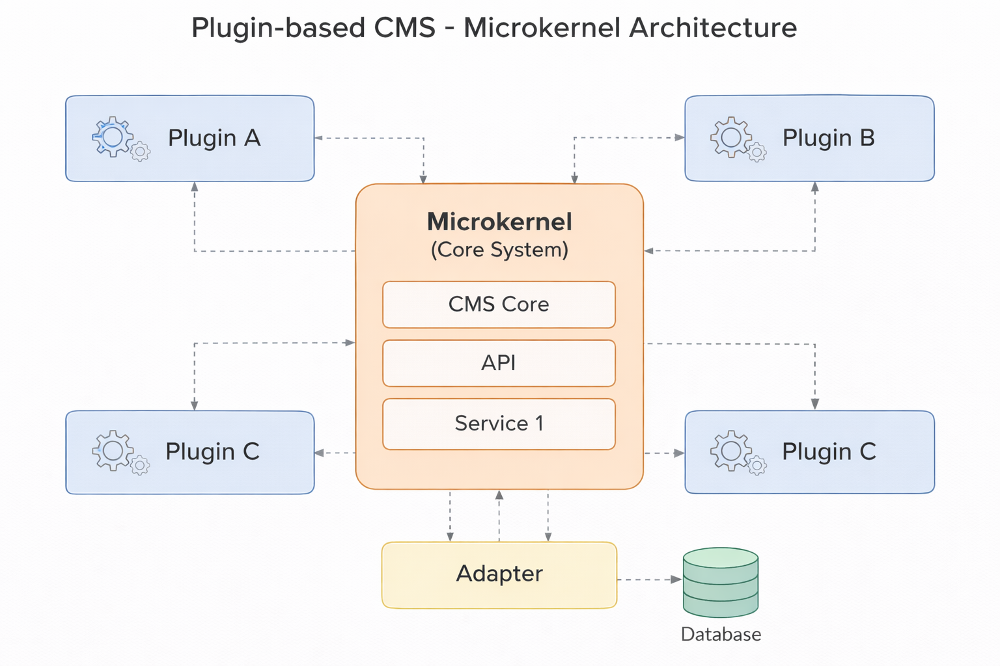 Plugin-based CMS - Microkernel Architecture
Plugin A
Plugin B
Microkernel
(Core System)
CMS Core
API
Service 1
Plugin C
Plugin C
Adapter
Database